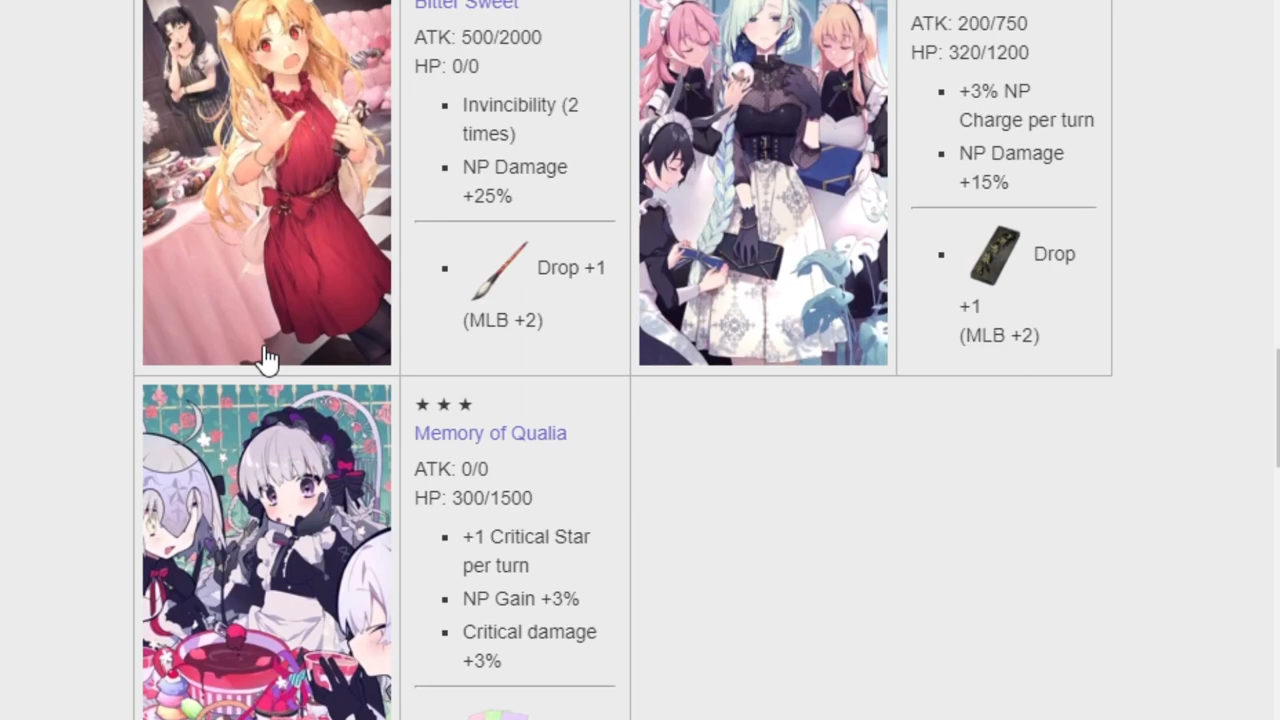 Bitter Sweet
ATK: 500/2000
HP: 0/0
Invincibility (2
times)
NP Damage
+25%
Drop +1
(MLB +2)
ATK: 200/750
HP: 320/1200
+3% NP
Charge per turn
NP Damage
+15%
Drop
+1
(MLB +2)
★ ★ ★
Memory of Qualia
ATK: 0/0
HP: 300/1500
+1 Critical Star
per turn
NP Gain +3%
Critical damage
+3%